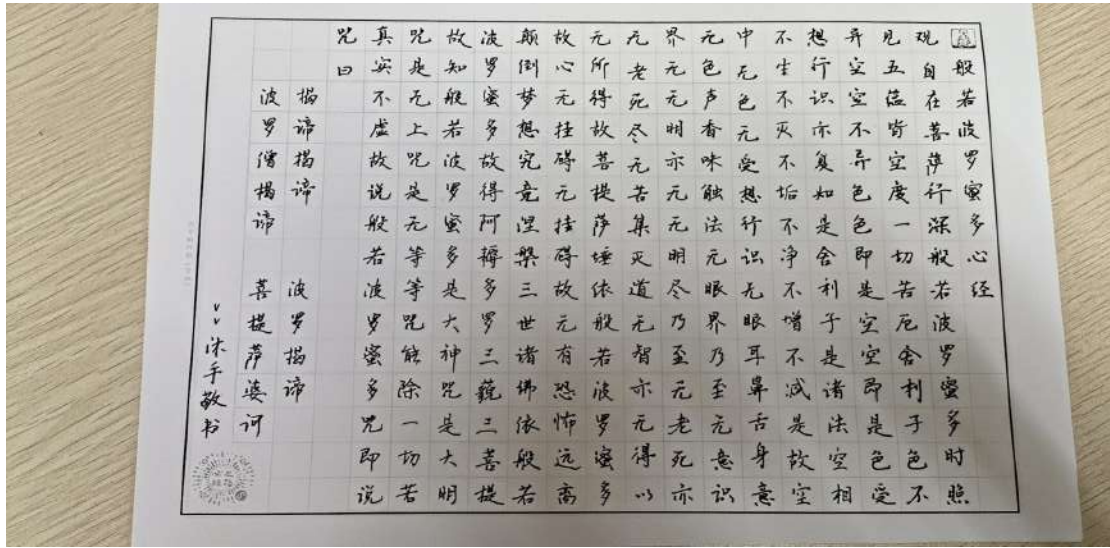 般若波罗蜜多心经
观自在菩萨行深般若波罗蜜多时照
见五蕴皆空度一切苦厄舍利子色不
异空空不异色色即是空空即是色受
想行识亦复如是舍利子是诸法空相
不生不灭不垢不净不增不减是故空
中无色无受想行识无眼耳鼻舌身意
无色声香味触法无眼界乃至无意识
界无无明亦无无明尽乃至无老死亦
无老死尽无苦集灭道无智亦无得以
无所得故菩提萨埵依般若波罗蜜多
故心无挂碍无挂碍故无有恐怖远离
颠倒梦想究竟涅槃三世诸佛依般若
波罗蜜多故得阿耨多罗三藐三菩提
故知般若波罗蜜多是大神咒是大明
咒是无上咒是无等等咒能除一切苦
真实不虚故说般若波罗蜜多咒即说
咒曰
揭谛揭谛 波罗揭谛
波罗僧揭谛 菩提萨婆诃
vv沐手敬书